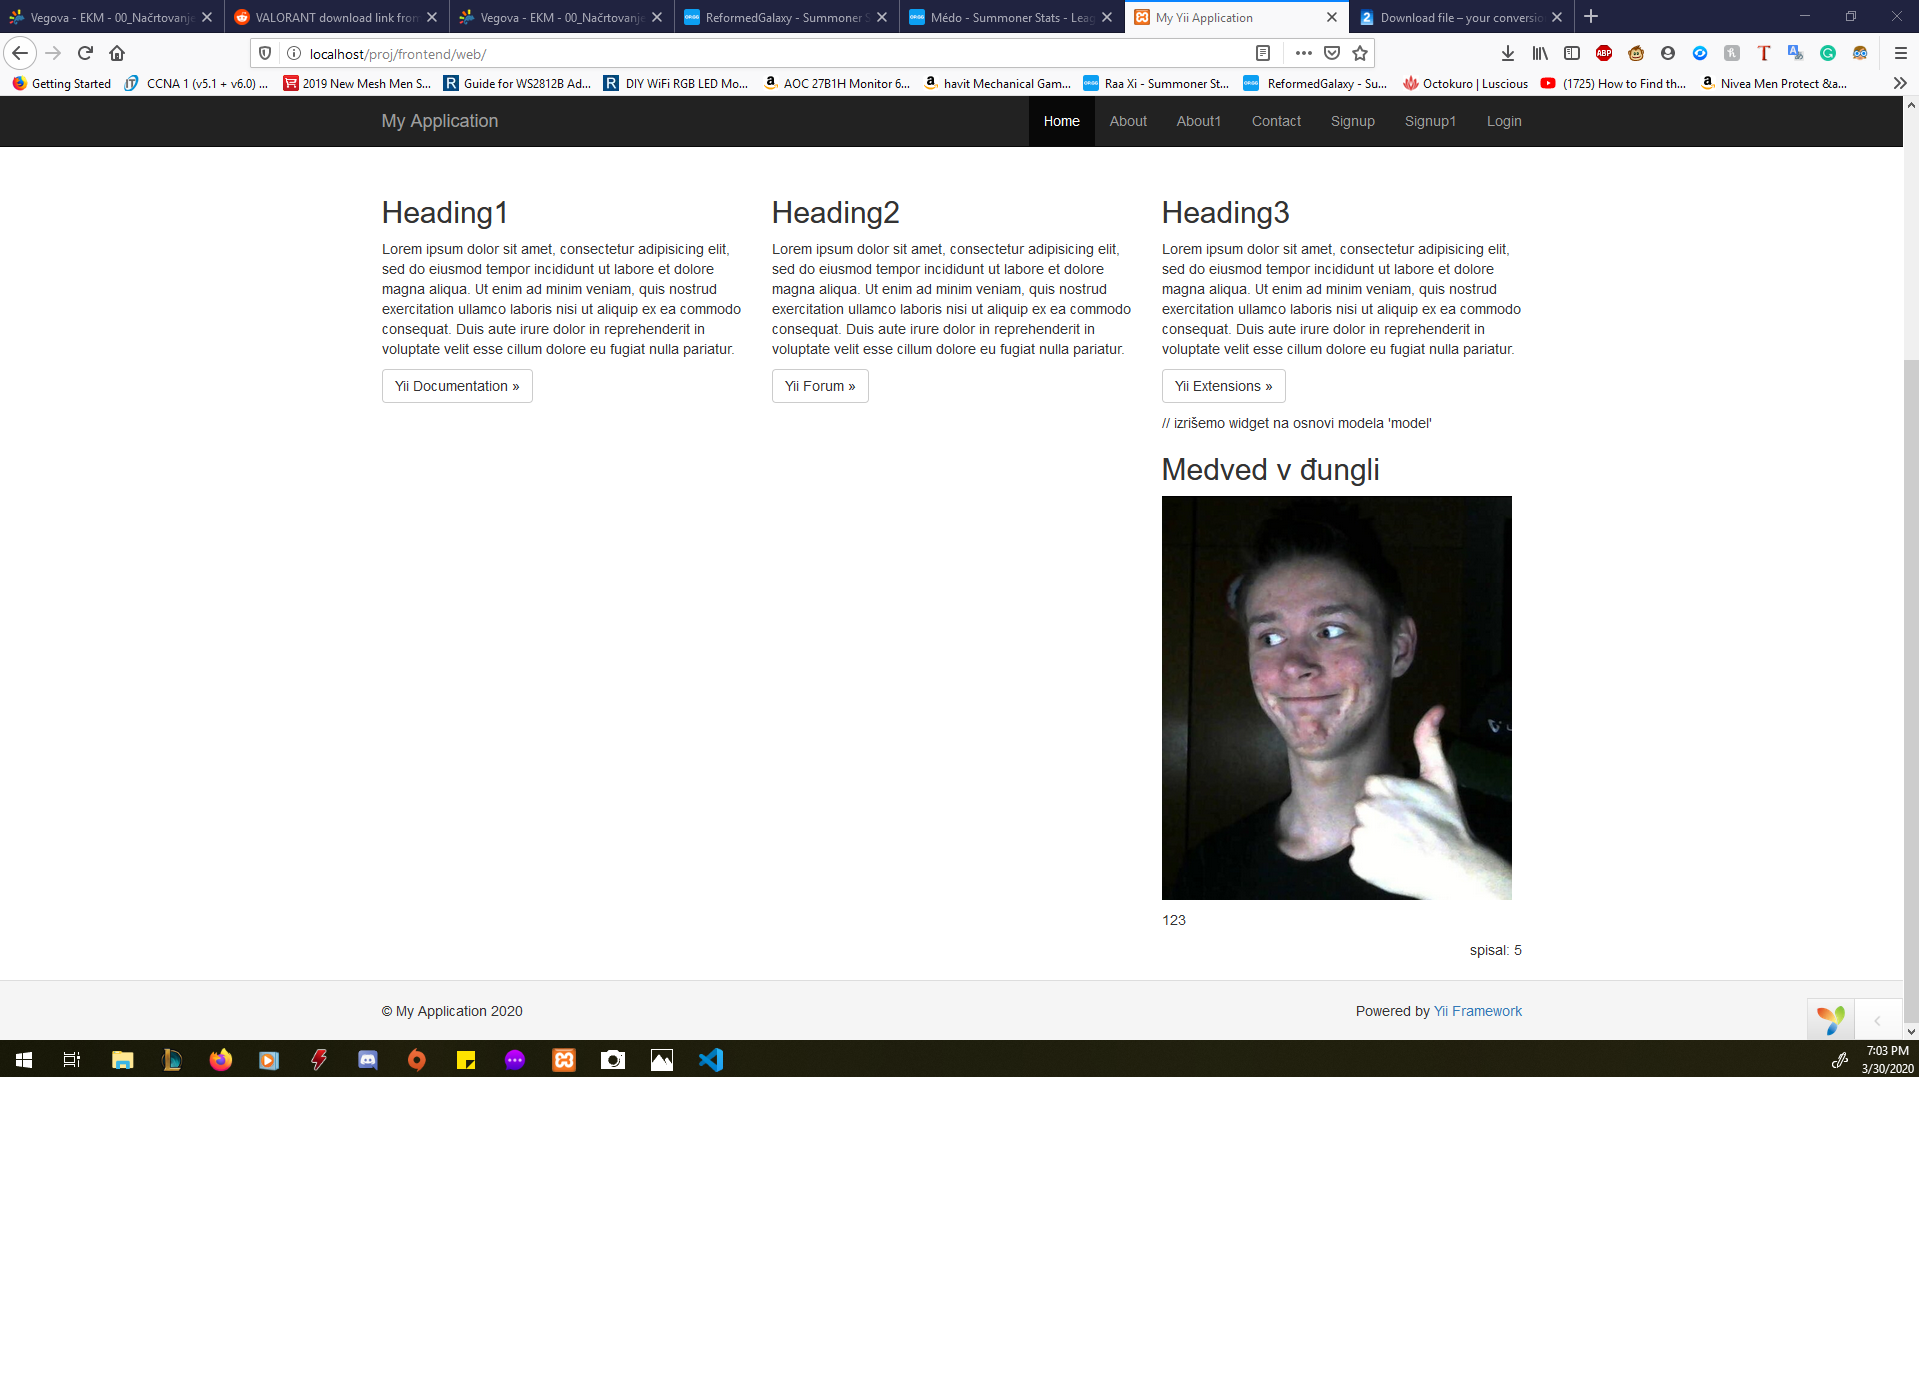 Vegova - EKM - 00_Načrtovanje
VALORANT download link from
Vegova - EKM - 00_Načrtovanje
ReformedGalaxy - Summoner S
Médo - Summoner Stats - Leag
My Yii Application
Download file – your conversio
localhost/proj/frontend/web/
ABP
Getting Started
CCNA 1 (v5.1 + v6.0) ...
2019 New Mesh Men S...
Guide for WS2812B Ad...
DIY WiFi RGB LED Mo...
AOC 27B1H Monitor 6...
havit Mechanical Gam...
Raa Xi - Summoner St...
ReformedGalaxy - Su...
Octokuro | Luscious
(1725) How to Find th...
Nivea Men Protect &a...
My Application
Home
About
About1
Contact
Signup
Signup1
Login
Heading1
Lorem ipsum dolor sit amet, consectetur adipisicing elit,
sed do eiusmod tempor incididunt ut labore et dolore
magna aliqua. Ut enim ad minim veniam, quis nostrud
exercitation ullamco laboris nisi ut aliquip ex ea commodo
consequat. Duis aute irure dolor in reprehenderit in
voluptate velit esse cillum dolore eu fugiat nulla pariatur.
Yii Documentation »
Heading2
Lorem ipsum dolor sit amet, consectetur adipisicing elit,
sed do eiusmod tempor incididunt ut labore et dolore
magna aliqua. Ut enim ad minim veniam, quis nostrud
exercitation ullamco laboris nisi ut aliquip ex ea commodo
consequat. Duis aute irure dolor in reprehenderit in
voluptate velit esse cillum dolore eu fugiat nulla pariatur.
Yii Forum »
Heading3
Lorem ipsum dolor sit amet, consectetur adipisicing elit,
sed do eiusmod tempor incididunt ut labore et dolore
magna aliqua. Ut enim ad minim veniam, quis nostrud
exercitation ullamco laboris nisi ut aliquip ex ea commodo
consequat. Duis aute irure dolor in reprehenderit in
voluptate velit esse cillum dolore eu fugiat nulla pariatur.
Yii Extensions »
// izrišemo widget na osnovi modela 'model'
Medved v đungli
123
spisal: 5
© My Application 2020
Powered by Yii Framework
7:03 PM
3/30/2020